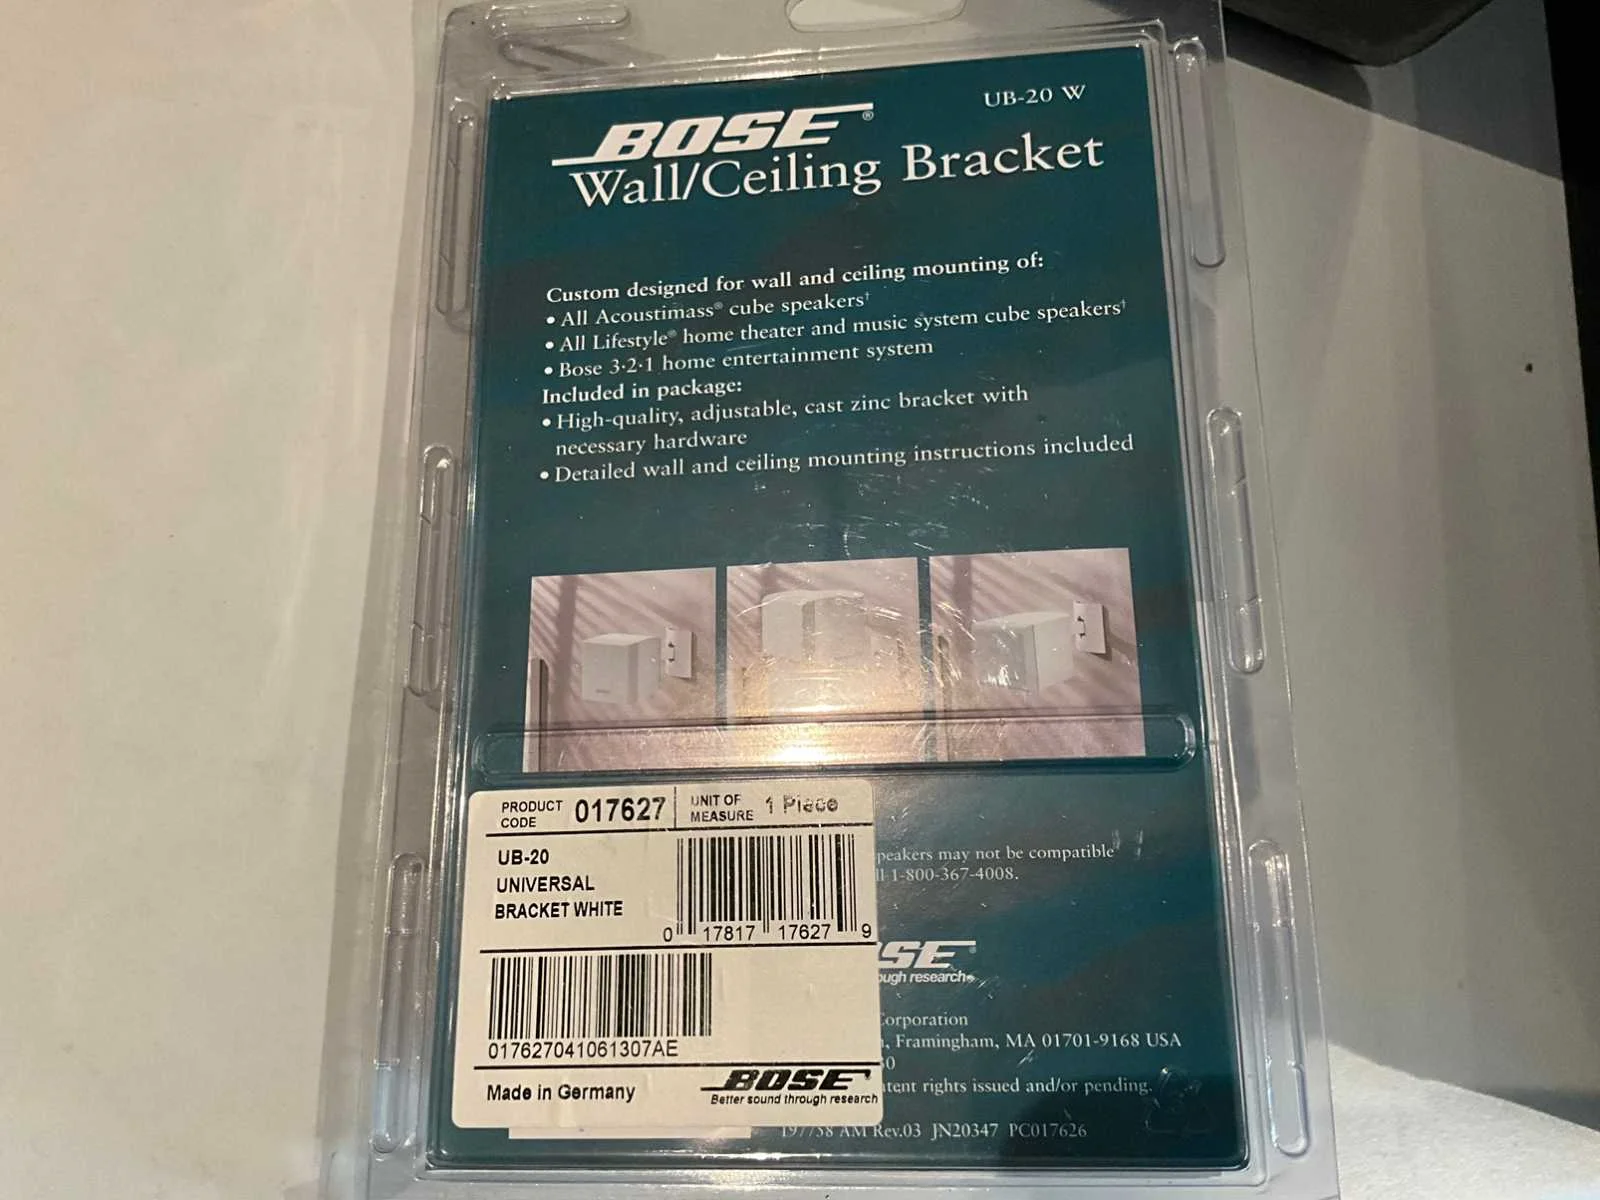 UB-20 W
BOSE®
Wall/Ceiling Bracket
Custom designed for wall and ceiling mounting of:
• All Acoustimass® cube speakers†
• All Lifestyle® home theater and music system cube speakers†
• Bose 3·2·1 home entertainment system
Included in package:
• High-quality, adjustable, cast zinc bracket with
necessary hardware
• Detailed wall and ceiling mounting instructions included
PRODUCT CODE 017627
UNIT OF MEASURE 1 Piece
UB-20
UNIVERSAL
BRACKET WHITE
0 17817 17627 9
017627041061307AE
Made in Germany
BOSE®
Better sound through research
may not be compatible
1-800-367-4008.
research®
Framingham, MA 01701-9168 USA
rights issued and/or pending.
197758 AM Rev.03 JN20347 PC017626